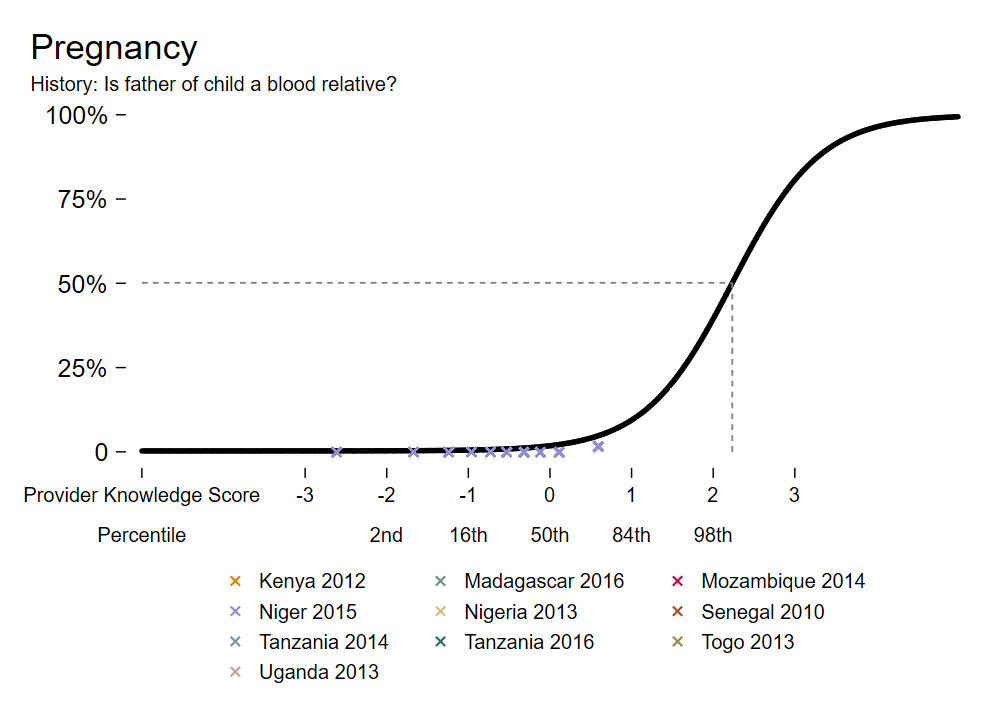 Pregnancy
History: Is father of child a blood relative?
100%
75%
50%
25%
0
Provider Knowledge Score -3 -2 -1 0 1 2 3
Percentile 2nd 16th 50th 84th 98th
Kenya 2012 Madagascar 2016 Mozambique 2014
Niger 2015 Nigeria 2013 Senegal 2010
Tanzania 2014 Tanzania 2016 Togo 2013
Uganda 2013